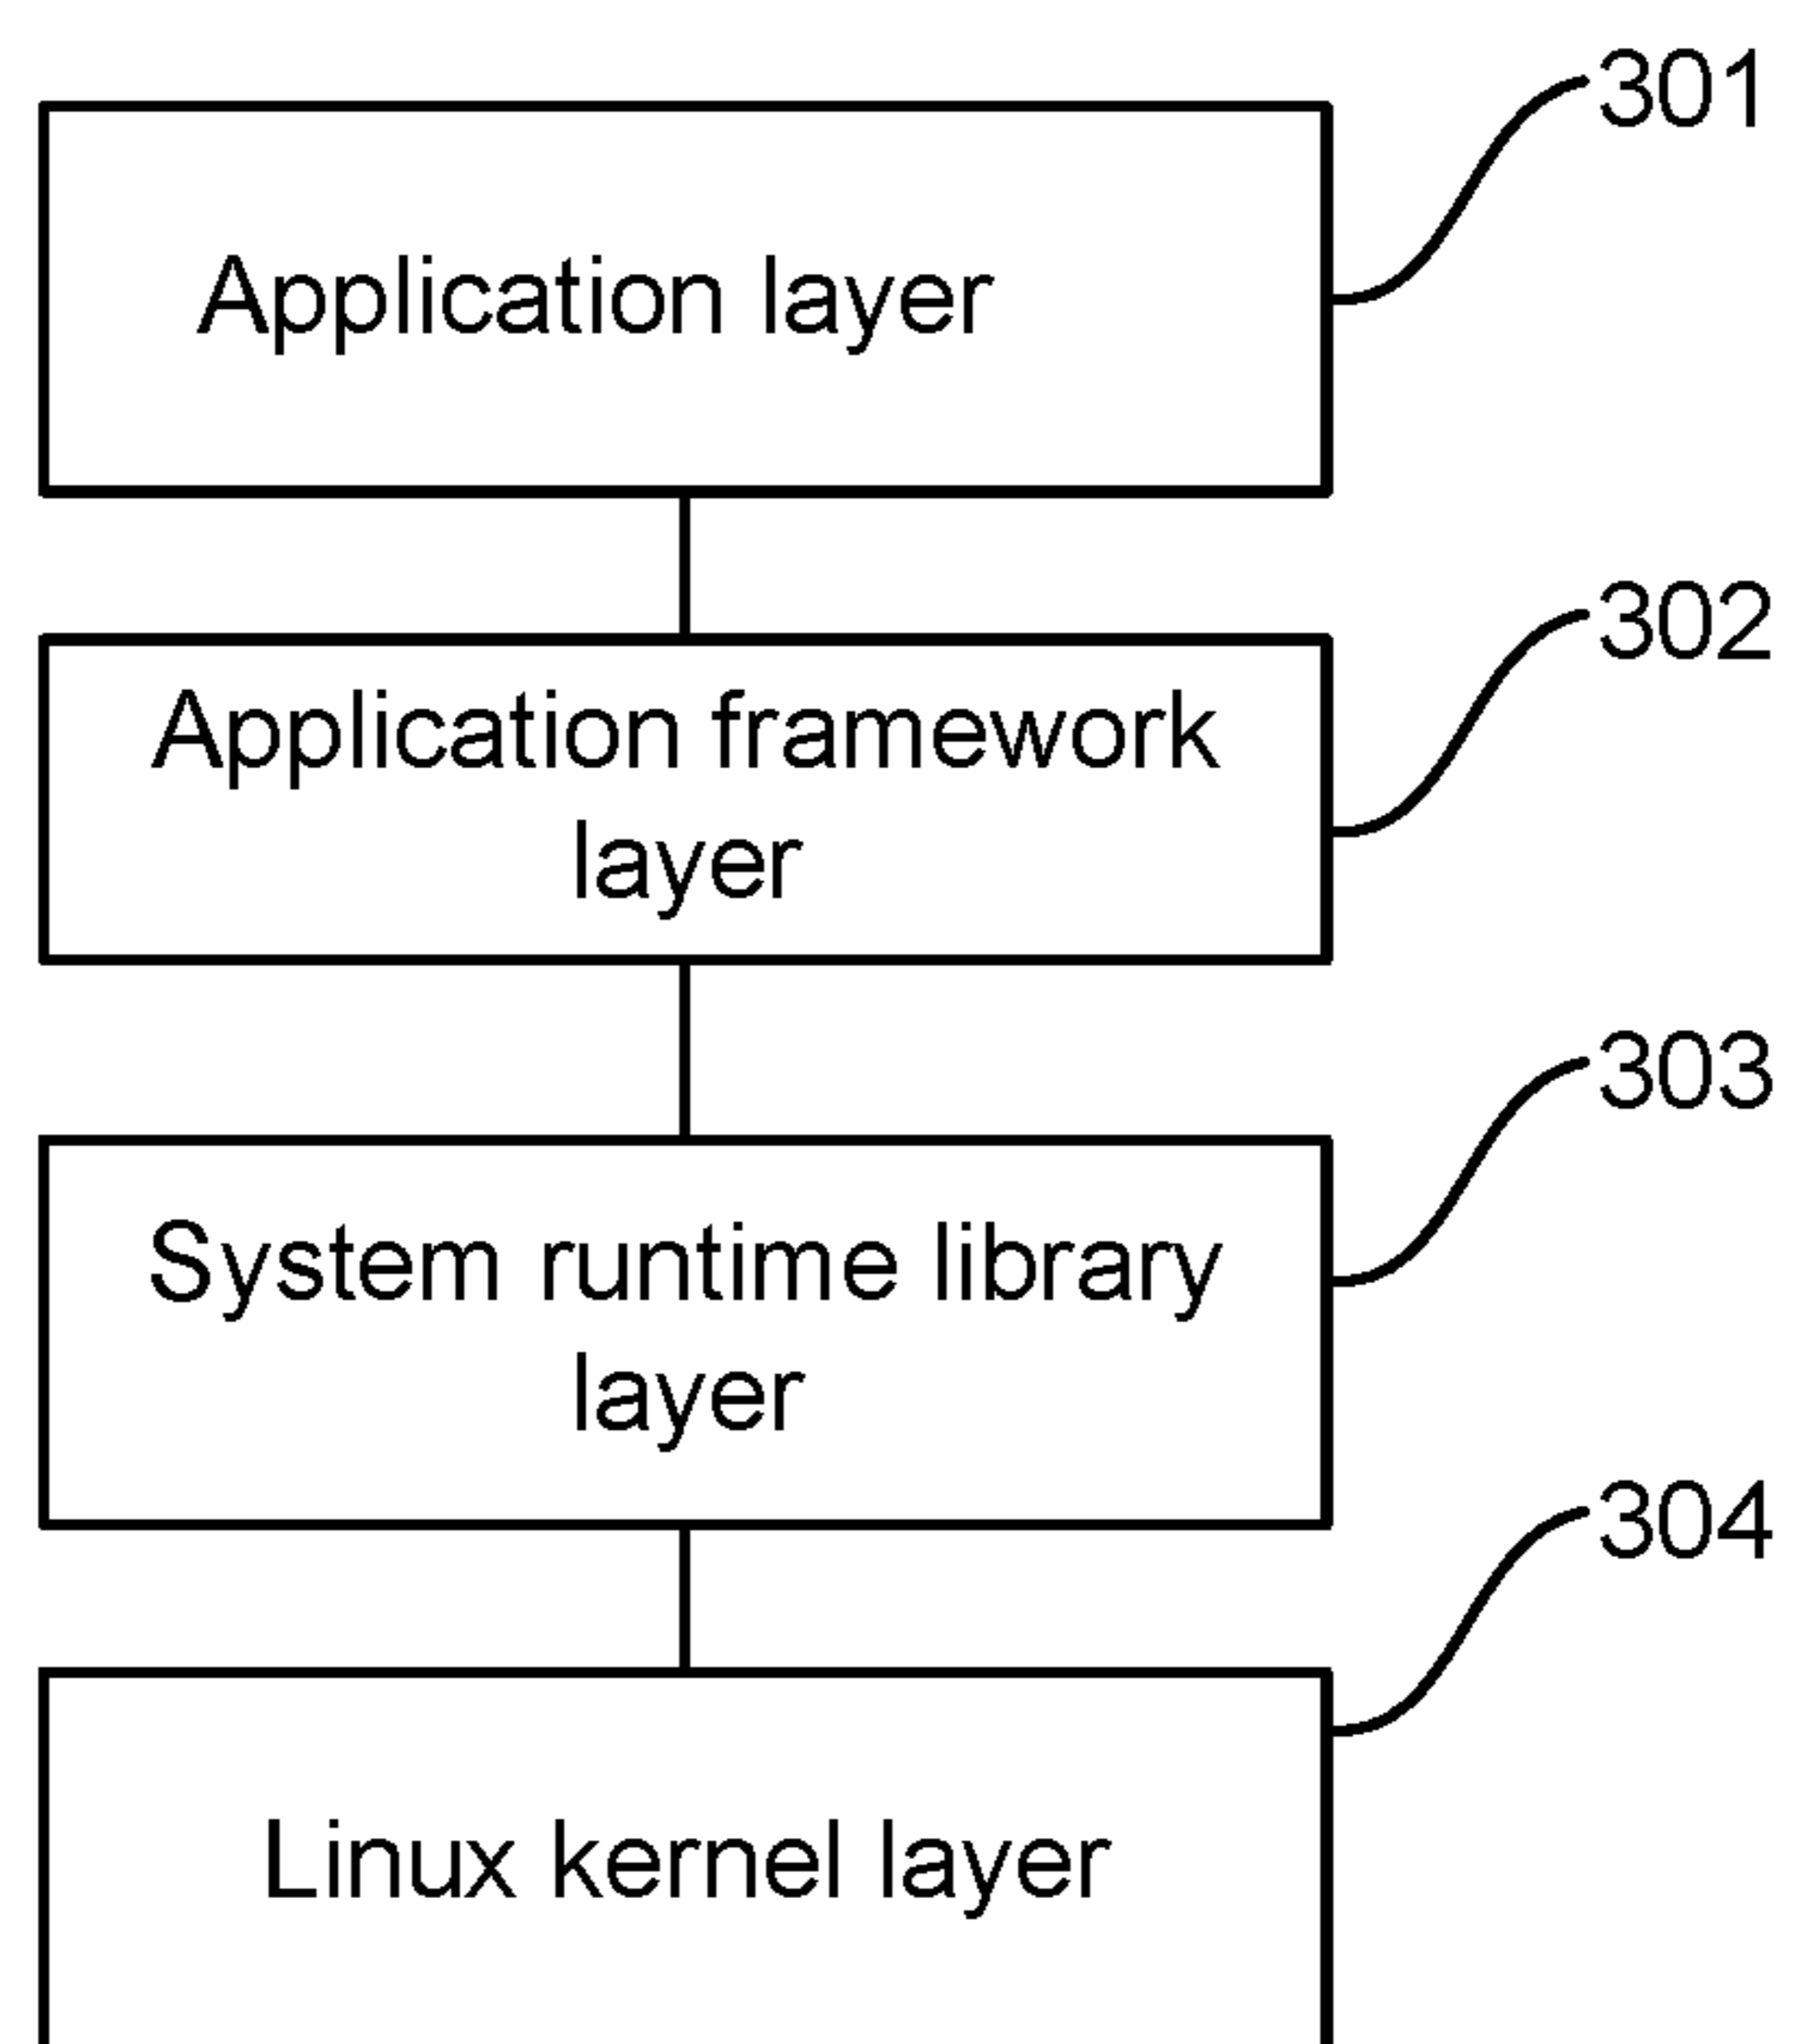 301
Application layer
302
Application framework
layer
303
System runtime library
layer
304
Linux kernel layer